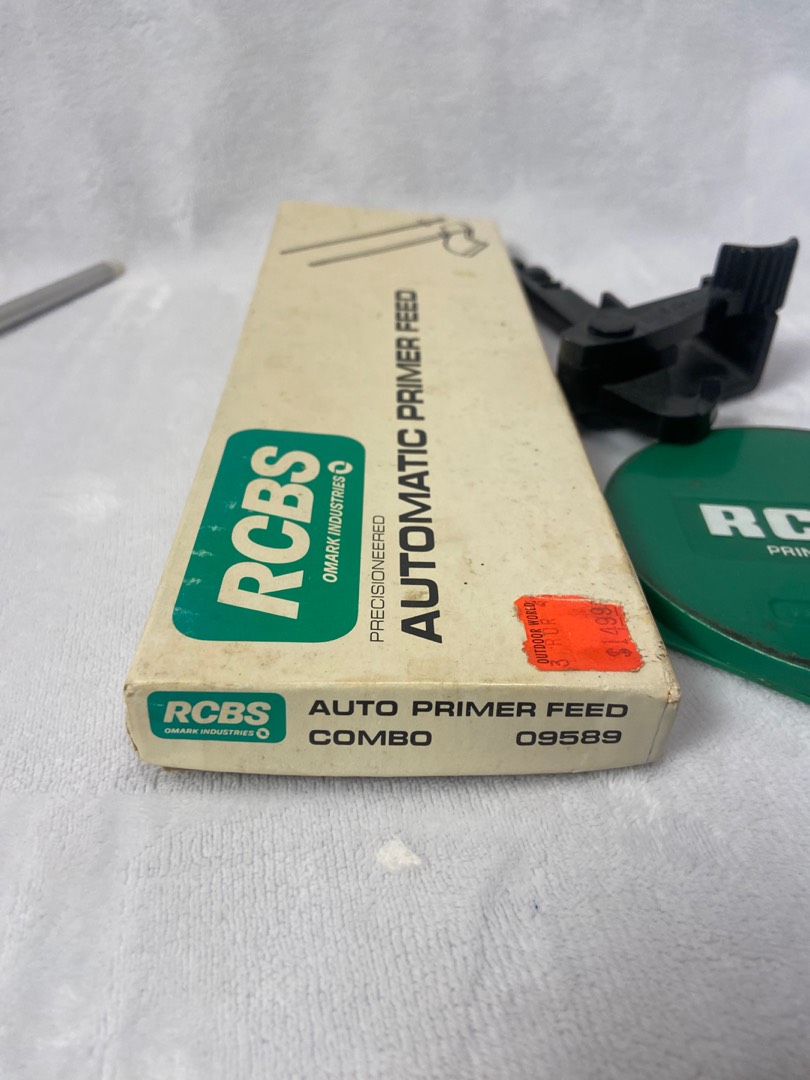 RCBS
OMARK INDUSTRIES
PRECISIONEERED
AUTOMATIC PRIMER FEED
OUTDOOR WORLD
$14.99
RCBS
OMARK INDUSTRIES
AUTO PRIMER FEED
COMBO 09589
RC
PRIM